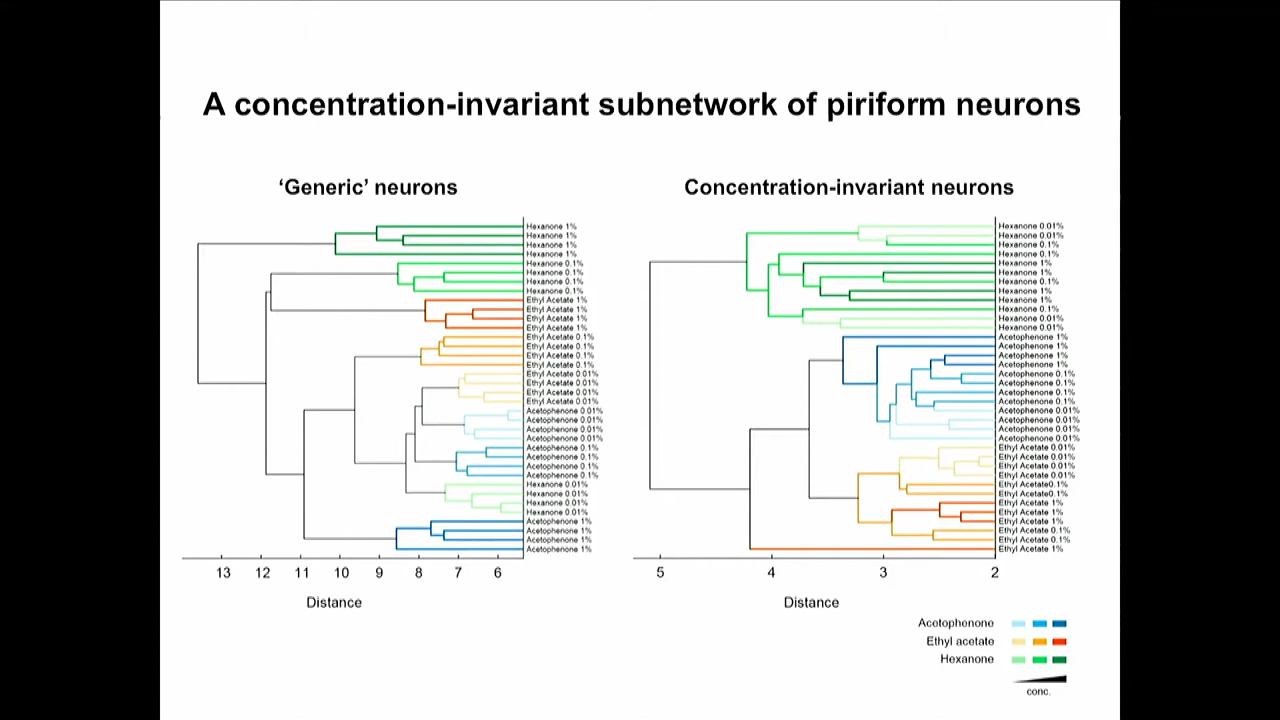 A concentration-invariant subnetwork of piriform neurons
‘Generic’ neurons
Hexanone 1%
Hexanone 1%
Hexanone 1%
Hexanone 1%
Hexanone 0.1%
Hexanone 0.1%
Hexanone 0.1%
Hexanone 0.1%
Ethyl Acetate 1%
Ethyl Acetate 1%
Ethyl Acetate 1%
Ethyl Acetate 1%
Ethyl Acetate 0.1%
Ethyl Acetate 0.1%
Ethyl Acetate 0.1%
Ethyl Acetate 0.1%
Ethyl Acetate 0.01%
Ethyl Acetate 0.01%
Ethyl Acetate 0.01%
Ethyl Acetate 0.01%
Acetophenone 0.01%
Acetophenone 0.01%
Acetophenone 0.01%
Acetophenone 0.01%
Acetophenone 0.1%
Acetophenone 0.1%
Acetophenone 0.1%
Acetophenone 0.1%
Hexanone 0.01%
Hexanone 0.01%
Hexanone 0.01%
Hexanone 0.01%
Acetophenone 1%
Acetophenone 1%
Acetophenone 1%
Acetophenone 1%
13 12 11 10 9 8 7 6
Distance
Concentration-invariant neurons
Hexanone 0.01%
Hexanone 0.01%
Hexanone 0.1%
Hexanone 0.1%
Hexanone 1%
Hexanone 1%
Hexanone 0.1%
Hexanone 1%
Hexanone 1%
Hexanone 0.1%
Hexanone 0.01%
Hexanone 0.01%
Acetophenone 1%
Acetophenone 1%
Acetophenone 1%
Acetophenone 1%
Acetophenone 0.1%
Acetophenone 0.1%
Acetophenone 0.1%
Acetophenone 0.1%
Acetophenone 0.01%
Acetophenone 0.01%
Acetophenone 0.01%
Acetophenone 0.01%
Ethyl Acetate 0.01%
Ethyl Acetate 0.01%
Ethyl Acetate 0.01%
Ethyl Acetate 0.01%
Ethyl Acetate0.1%
Ethyl Acetate0.1%
Ethyl Acetate 1%
Ethyl Acetate 1%
Ethyl Acetate 1%
Ethyl Acetate 0.1%
Ethyl Acetate 0.1%
Ethyl Acetate 1%
5 4 3 2
Distance
Acetophenone
Ethyl acetate
Hexanone
conc.